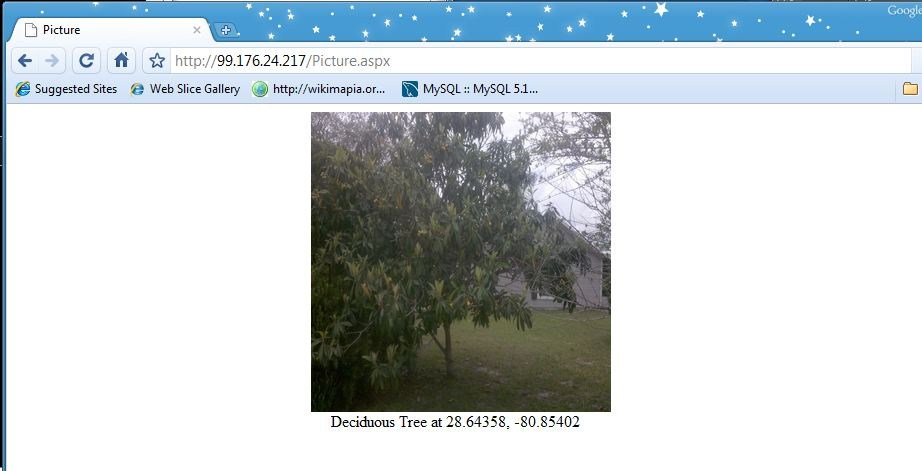 Google
Picture
http://99.176.24.217/Picture.aspx
Suggested Sites Web Slice Gallery http://wikimapia.or... MySQL :: MySQL 5.1...
Deciduous Tree at 28.64358, -80.85402